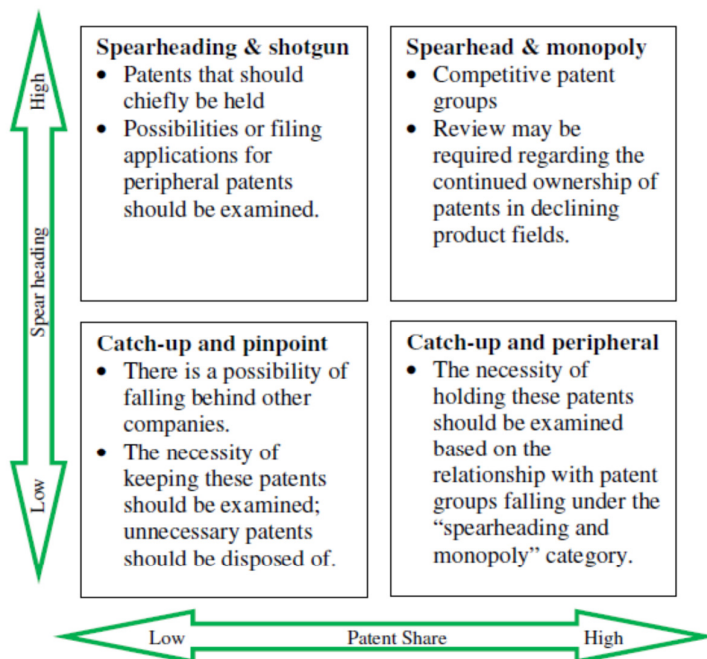 Spearheading & shotgun
• Patents that should
chiefly be held
• Possibilities or filing
applications for
peripheral patents
should be examined.
Spearhead & monopoly
• Competitive patent
groups
• Review may be
required regarding the
continued ownership of
patents in declining
product fields.
High
Spear heading
Low
Catch-up and pinpoint
• There is a possibility of
falling behind other
companies.
• The necessity of
keeping these patents
should be examined;
unnecessary patents
should be disposed of.
Catch-up and peripheral
• The necessity of
holding these patents
should be examined
based on the
relationship with patent
groups falling under the
“spearheading and
monopoly” category.
Low Patent Share High